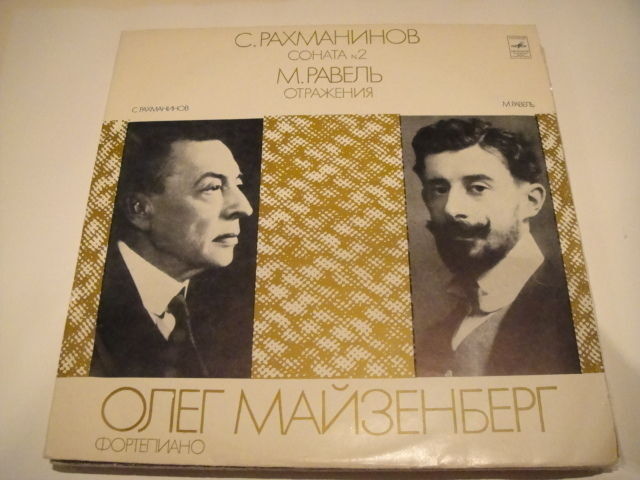 С. РАХМАНИНОВ
СОНАТА №2
М. РАВЕЛЬ
ОТРАЖЕНИЯ
С. РАХМАНИНОВ
М. РАВЕЛЬ
ОЛЕГ МАЙЗЕНБЕРГ
ФОРТЕПИАНО